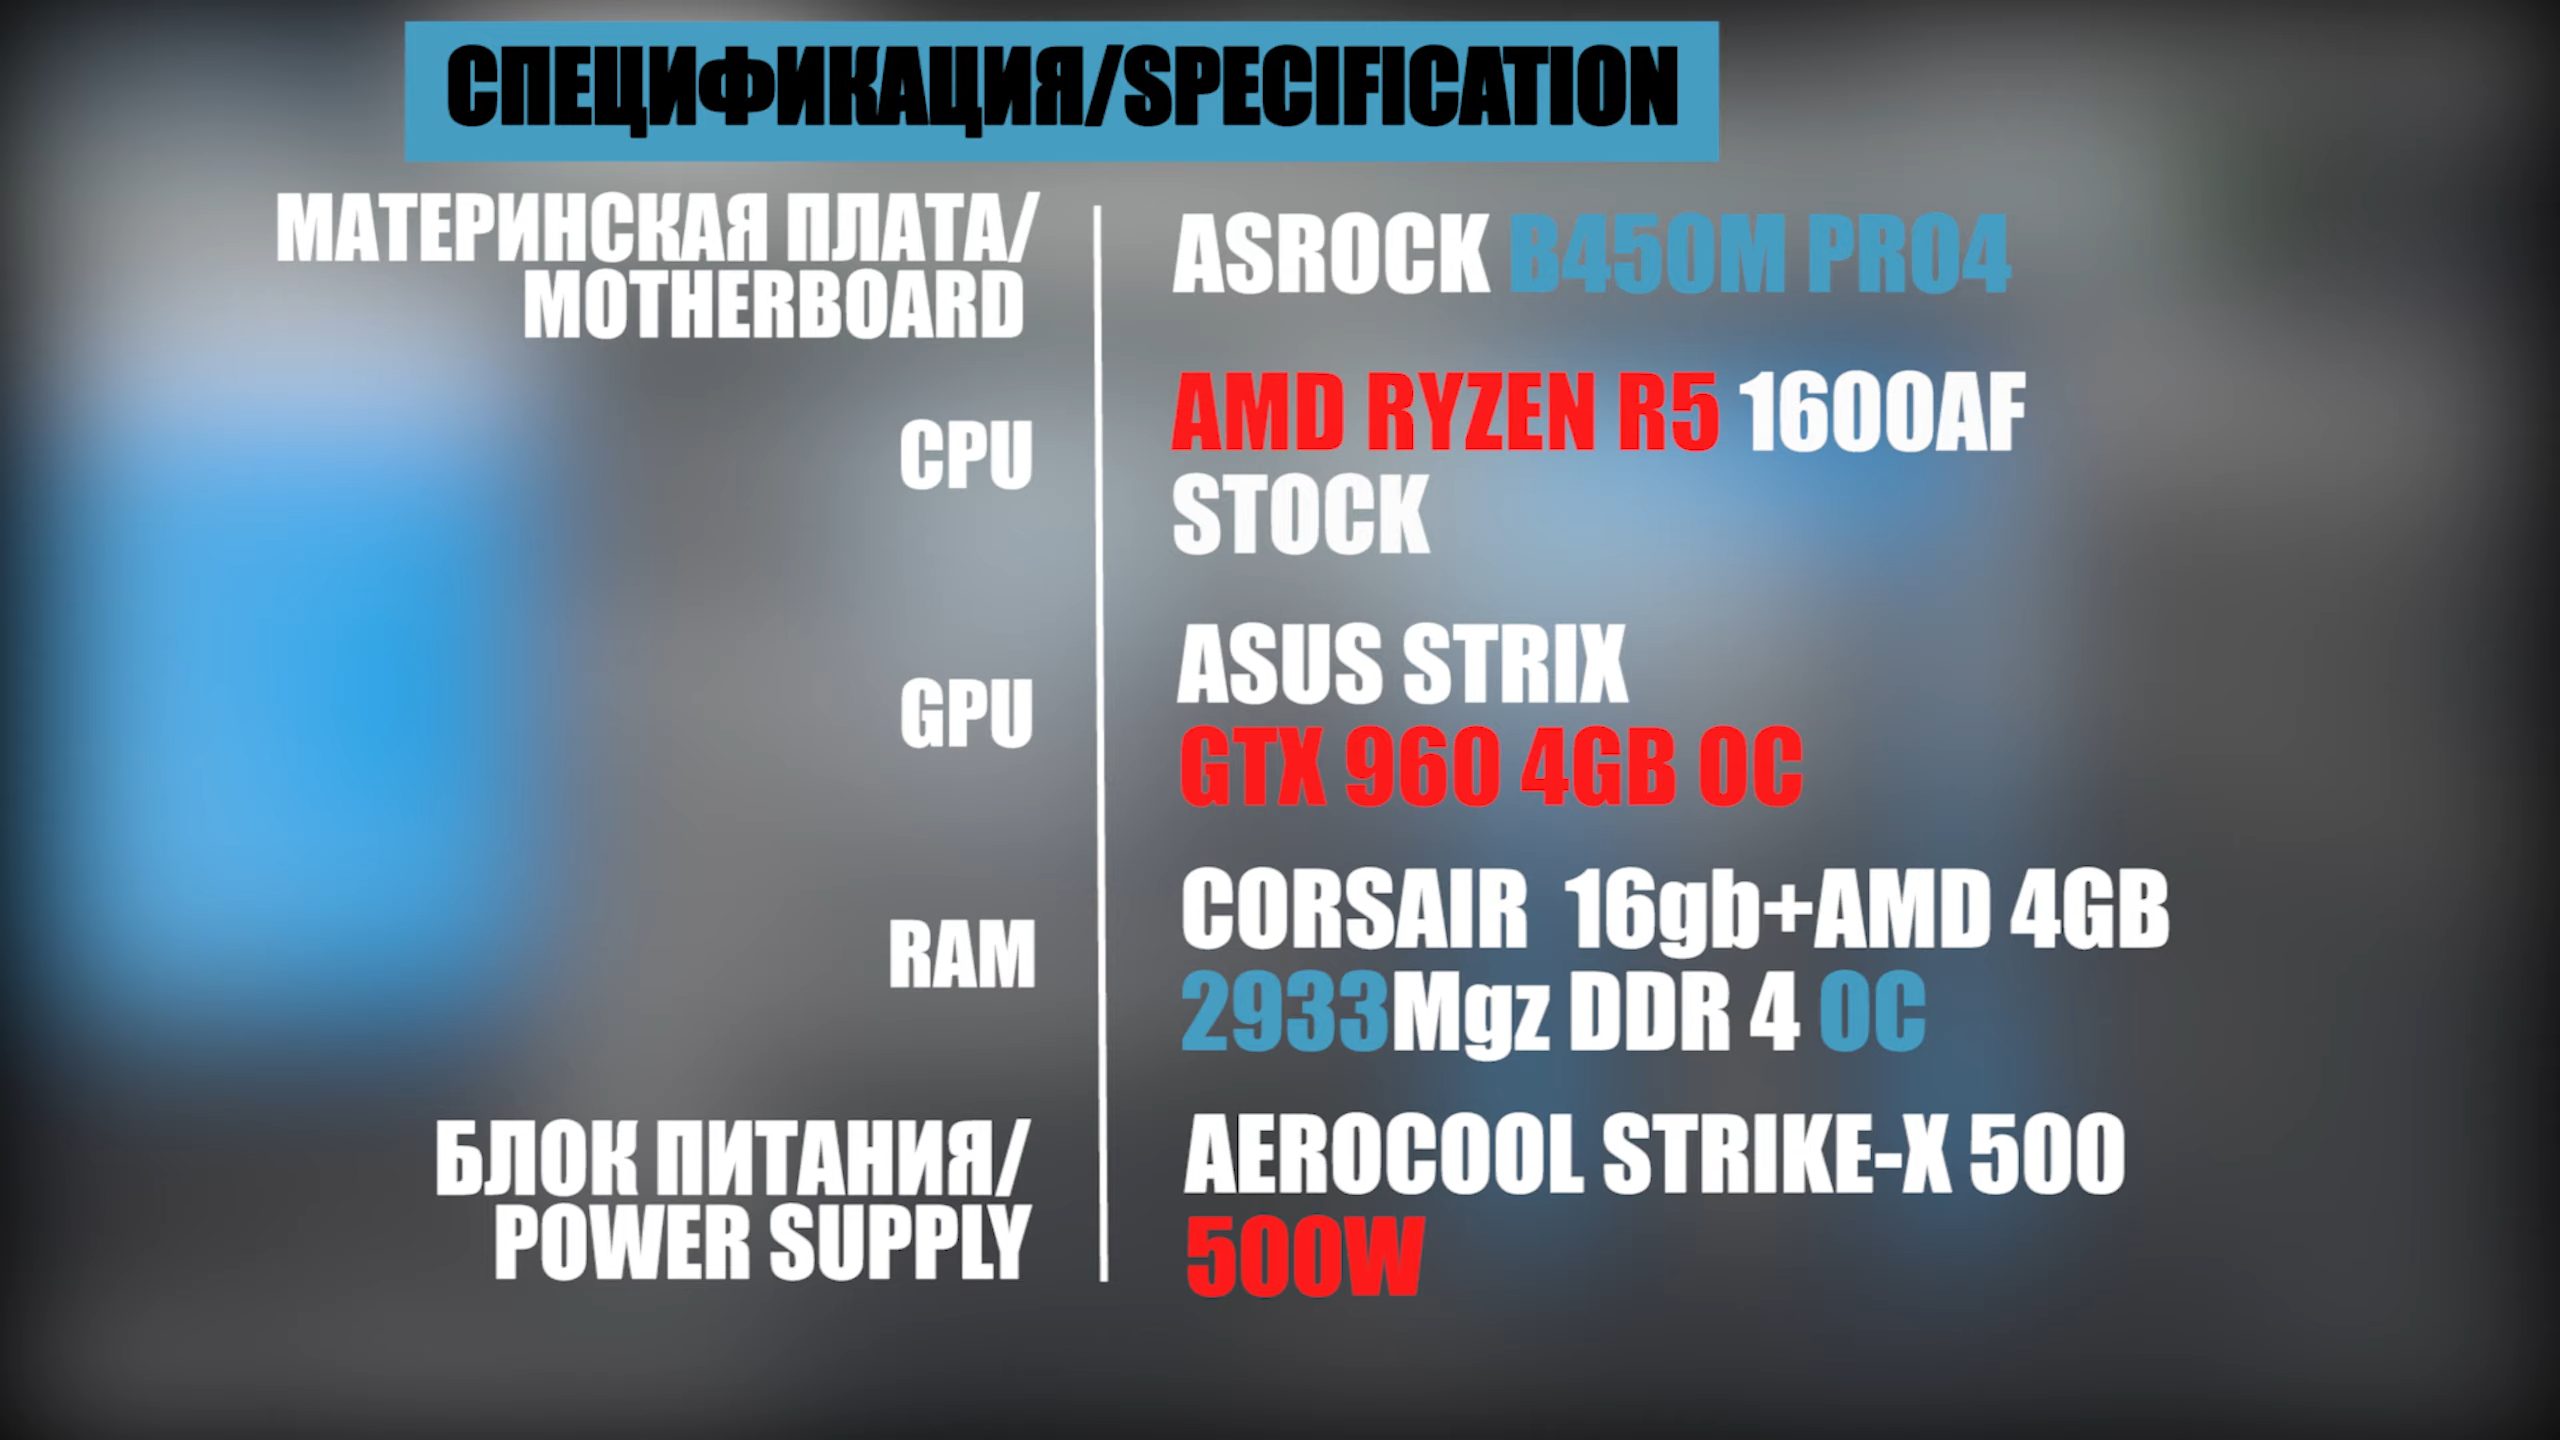 СПЕЦИФИКАЦИЯ/SPECIFICATION
МАТЕРИНСКАЯ ПЛАТА/
MOTHERBOARD
ASROCK B450M PRO4
CPU
AMD RYZEN R5 1600AF
STOCK
GPU
ASUS STRIX
GTX 960 4GB OC
RAM
CORSAIR 16gb+AMD 4GB
2933Mgz DDR 4 OC
БЛОК ПИТАНИЯ/
POWER SUPPLY
AEROCOOL STRIKE-X 500
500W